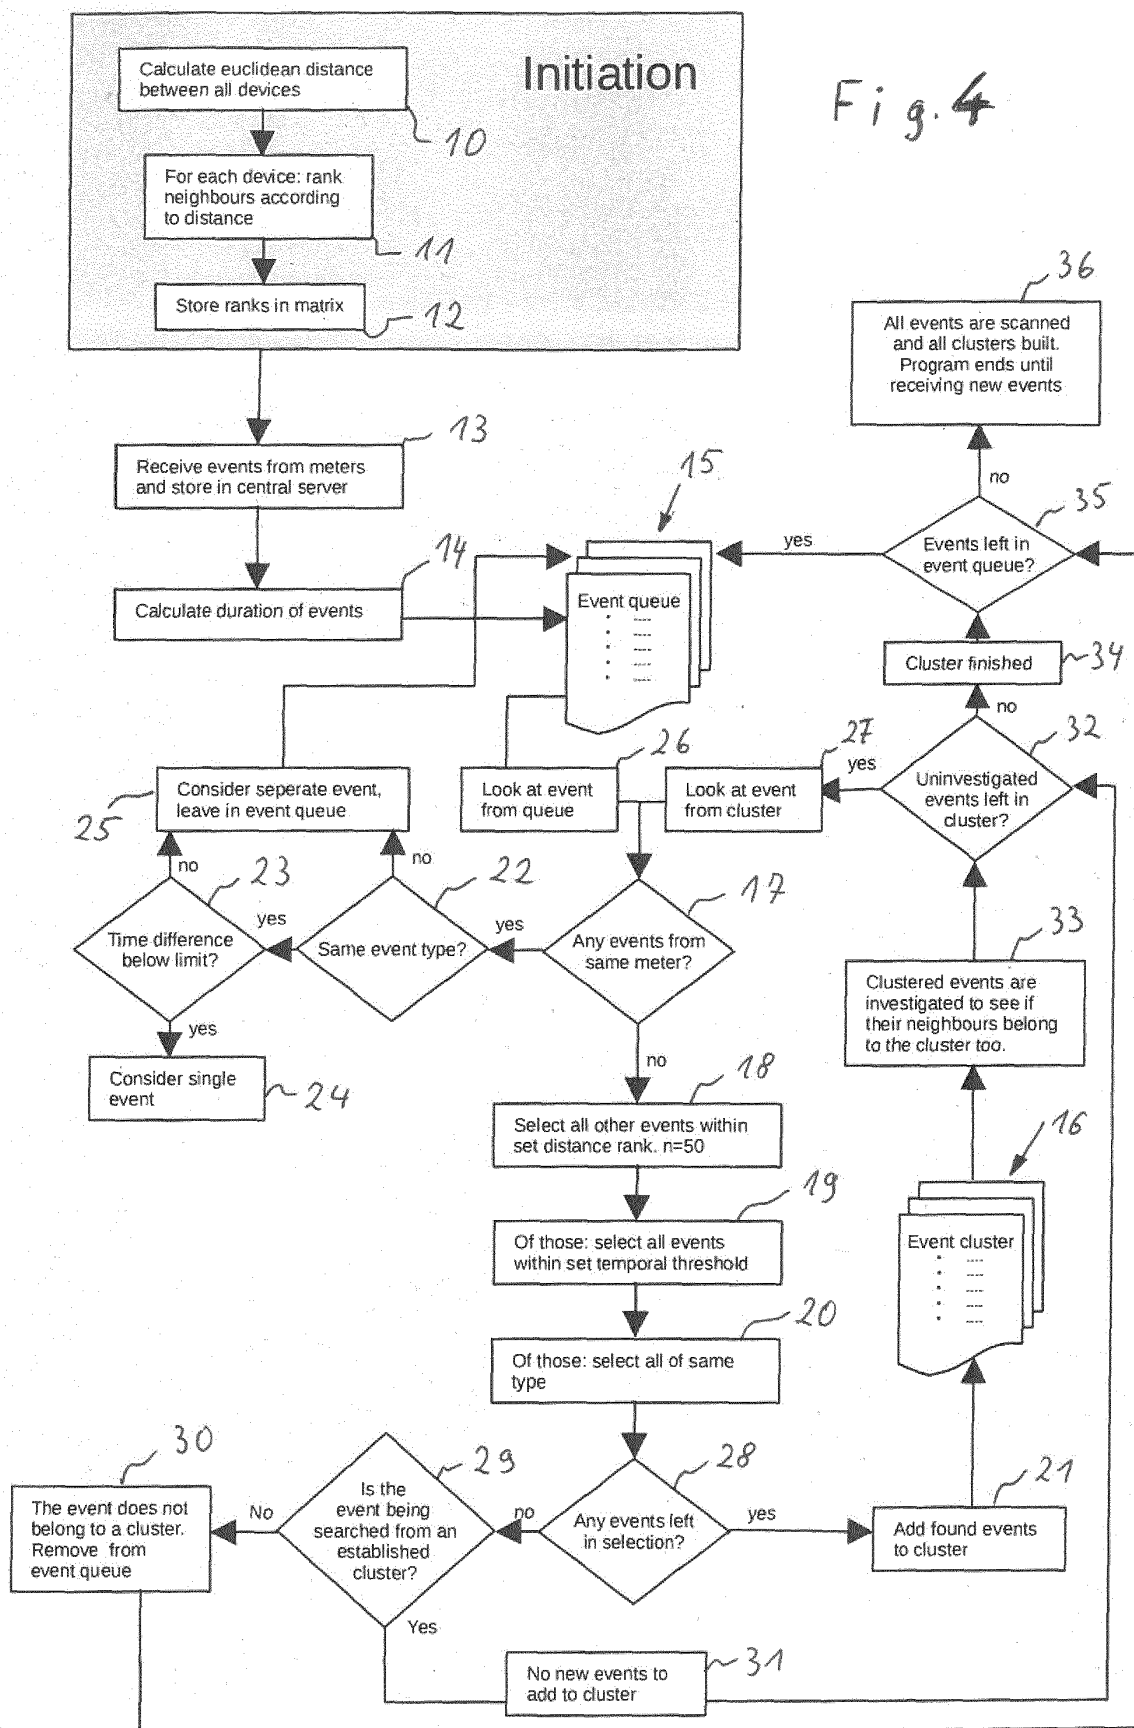 Initiation
Fig. 4
Calculate euclidean distance
between all devices
10
For each device: rank
neighbours according
to distance
11
Store ranks in matrix
12
36
All events are scanned
and all clusters built.
Program ends until
receiving new events
13
Receive events from meters
and store in central server
15
no
35
Events left in
event queue?
yes
14
Calculate duration of events
Event queue
Cluster finished
34
no
26
27
32
Consider seperate event,
leave in event queue
25
Look at event
from queue
Look at event
from cluster
yes
Uninvestigated
events left in
cluster?
no
no
23
22
17
Time difference
below limit?
yes
Same event type?
yes
Any events from
same meter?
33
Clustered events are
investigated to see if
their neighbours belong
to the cluster too.
yes
no
Consider single
event
24
18
Select all other events within
set distance rank. n=50
16
19
Of those: select all events
within set temporal threshold
Event cluster
20
Of those: select all of same
type
30
29
28
21
The event does not
belong to a cluster.
Remove from
event queue
No
Is the
event being
searched from an
established
cluster?
no
Any events left
in selection?
yes
Add found events
to cluster
Yes
31
No new events to
add to cluster